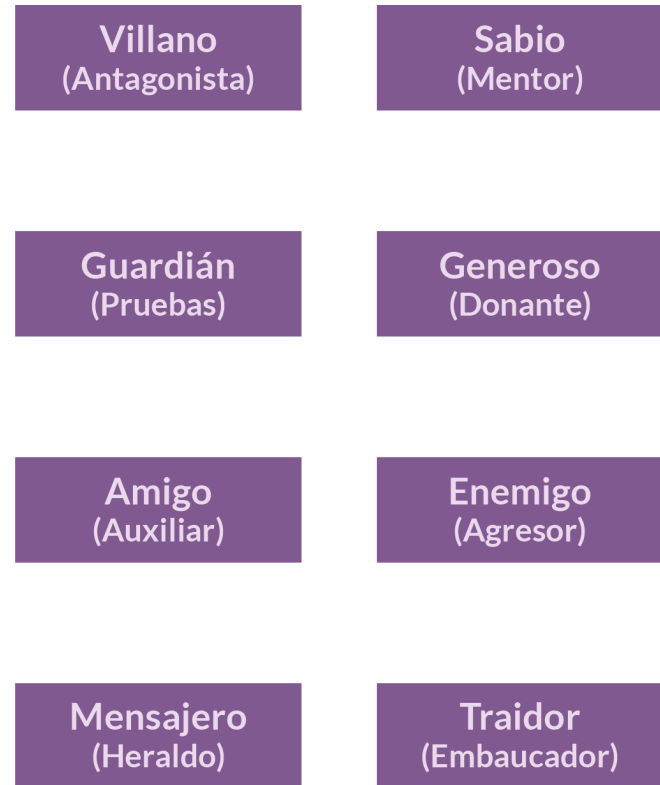 Villano
(Antagonista)
Sabio
(Mentor)
Guardián
(Pruebas)
Generoso
(Donante)
Amigo
(Auxiliar)
Enemigo
(Agresor)
Mensajero
(Heraldo)
Traidor
(Embaucador)